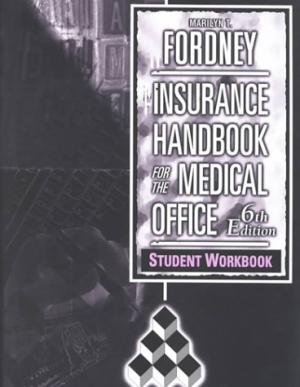 MARILYN T.
FORDNEY
iNSURANCE
HANDBOOK
FOR THE MEDICAL
OFFICE 6th Edition
STUDENT WORKBOOK